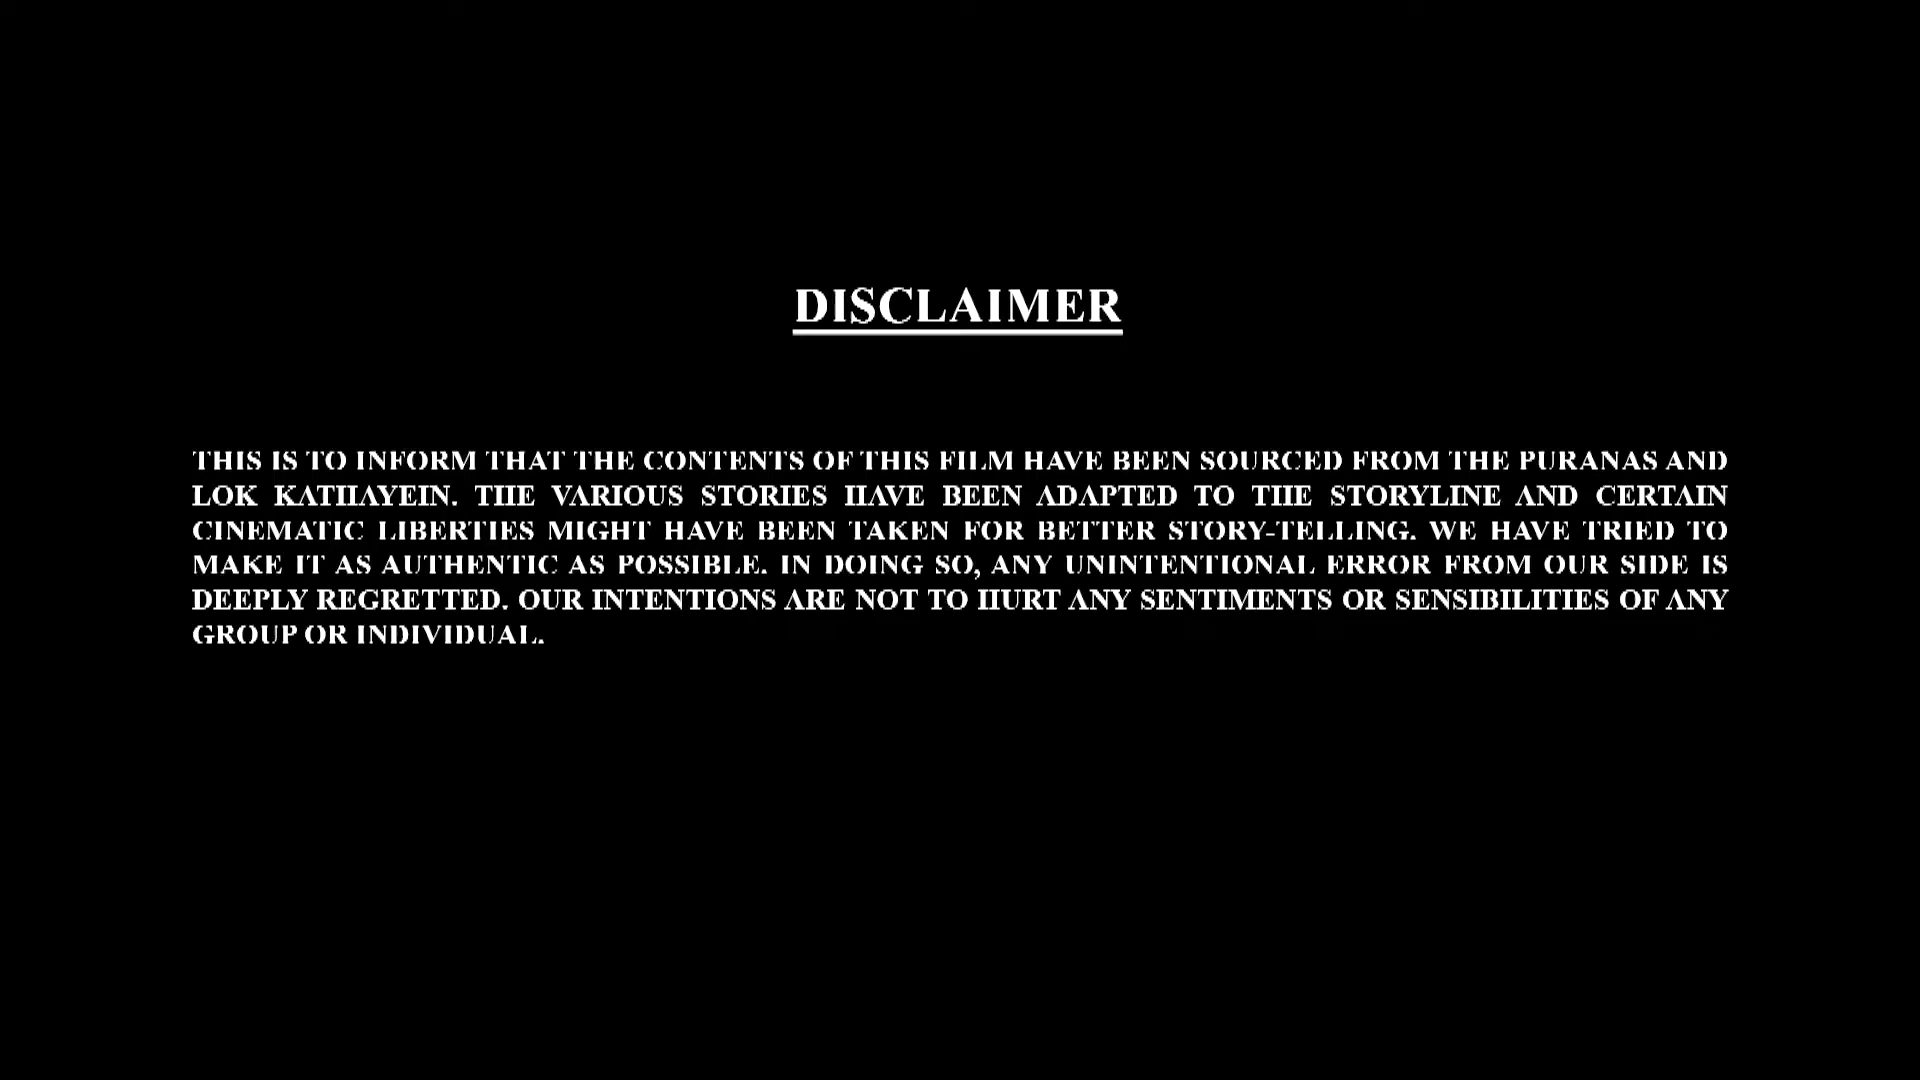 DISCLAIMER
THIS IS TO INFORM THAT THE CONTENTS OF THIS FILM HAVE BEEN SOURCED FROM THE PURANAS AND
LOK KATHAYEIN. THE VARIOUS STORIES HAVE BEEN ADAPTED TO THE STORYLINE AND CERTAIN
CINEMATIC LIBERTIES MIGHT HAVE BEEN TAKEN FOR BETTER STORY-TELLING. WE HAVE TRIED TO
MAKE IT AS AUTHENTIC AS POSSIBLE. IN DOING SO, ANY UNINTENTIONAL ERROR FROM OUR SIDE IS
DEEPLY REGRETTED. OUR INTENTIONS ARE NOT TO HURT ANY SENTIMENTS OR SENSIBILITIES OF ANY
GROUP OR INDIVIDUAL.